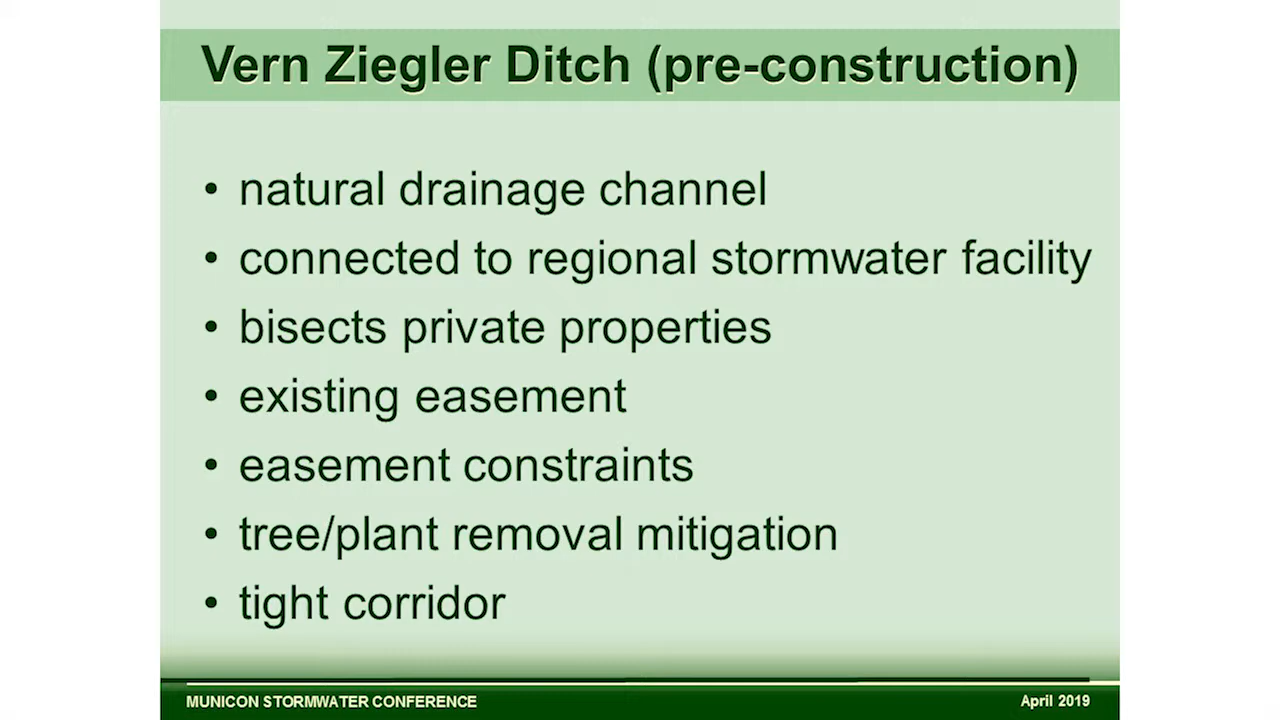 Vern Ziegler Ditch (pre-construction)
• natural drainage channel
• connected to regional stormwater facility
• bisects private properties
• existing easement
• easement constraints
• tree/plant removal mitigation
• tight corridor
MUNICON STORMWATER CONFERENCE
April 2019